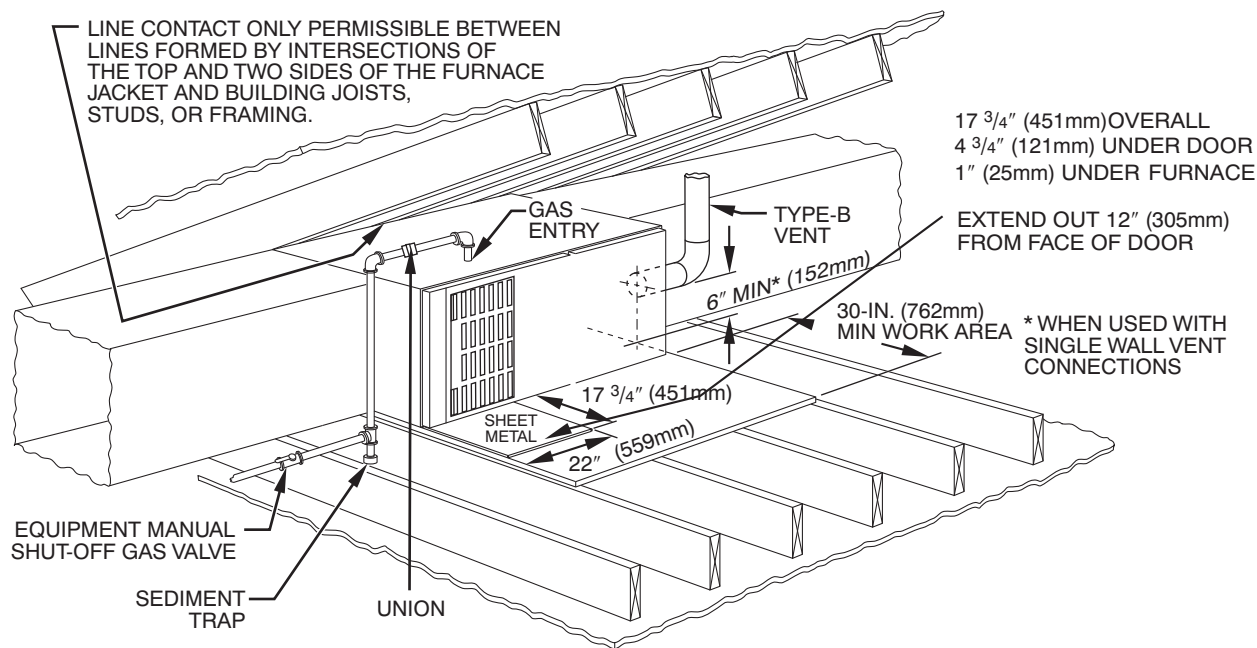 LINE CONTACT ONLY PERMISSIBLE BETWEEN
LINES FORMED BY INTERSECTIONS OF
THE TOP AND TWO SIDES OF THE FURNACE
JACKET AND BUILDING JOISTS,
STUDS, OR FRAMING.
17 3/4″ (451mm)OVERALL
4 3/4″ (121mm) UNDER DOOR
1″ (25mm) UNDER FURNACE
EXTEND OUT 12″ (305mm)
FROM FACE OF DOOR
GAS
ENTRY
TYPE-B
VENT
6″ MIN* (152mm)
30-IN. (762mm)
MIN WORK AREA
* WHEN USED WITH
SINGLE WALL VENT
CONNECTIONS
17 3/4″ (451mm)
SHEET
METAL
22″ (559mm)
EQUIPMENT MANUAL
SHUT-OFF GAS VALVE
SEDIMENT
TRAP
UNION